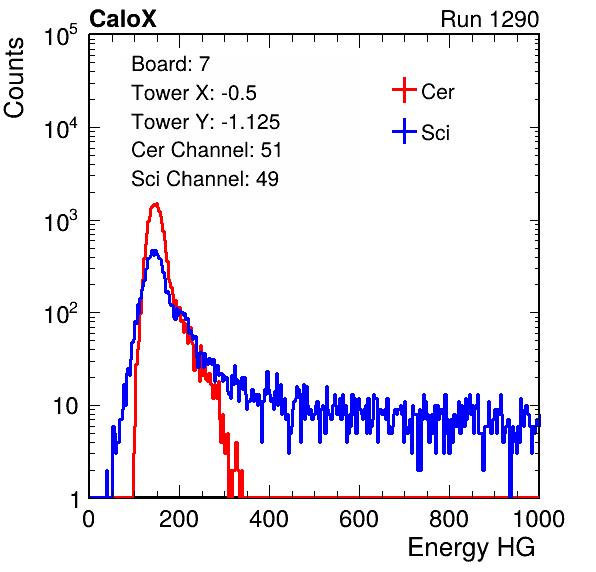 CaloX Run 1290
Counts
10^5
10^4
10^3
10^2
10
1
Board: 7
Tower X: -0.5
Tower Y: -1.125
Cer Channel: 51
Sci Channel: 49
Cer
Sci
0 200 400 600 800 1000
Energy HG